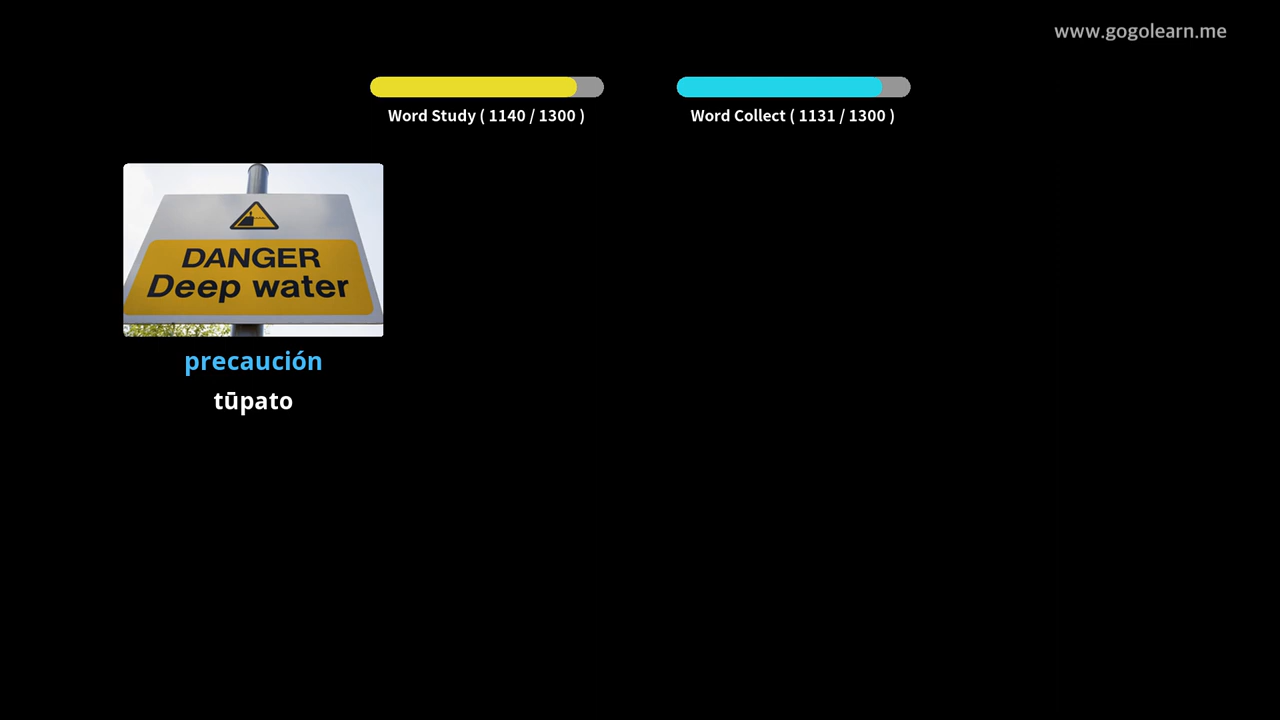 www.gogolearn.me
Word Study ( 1140 / 1300 )
Word Collect ( 1131 / 1300 )
DANGER
Deep water
precaución
tūpato